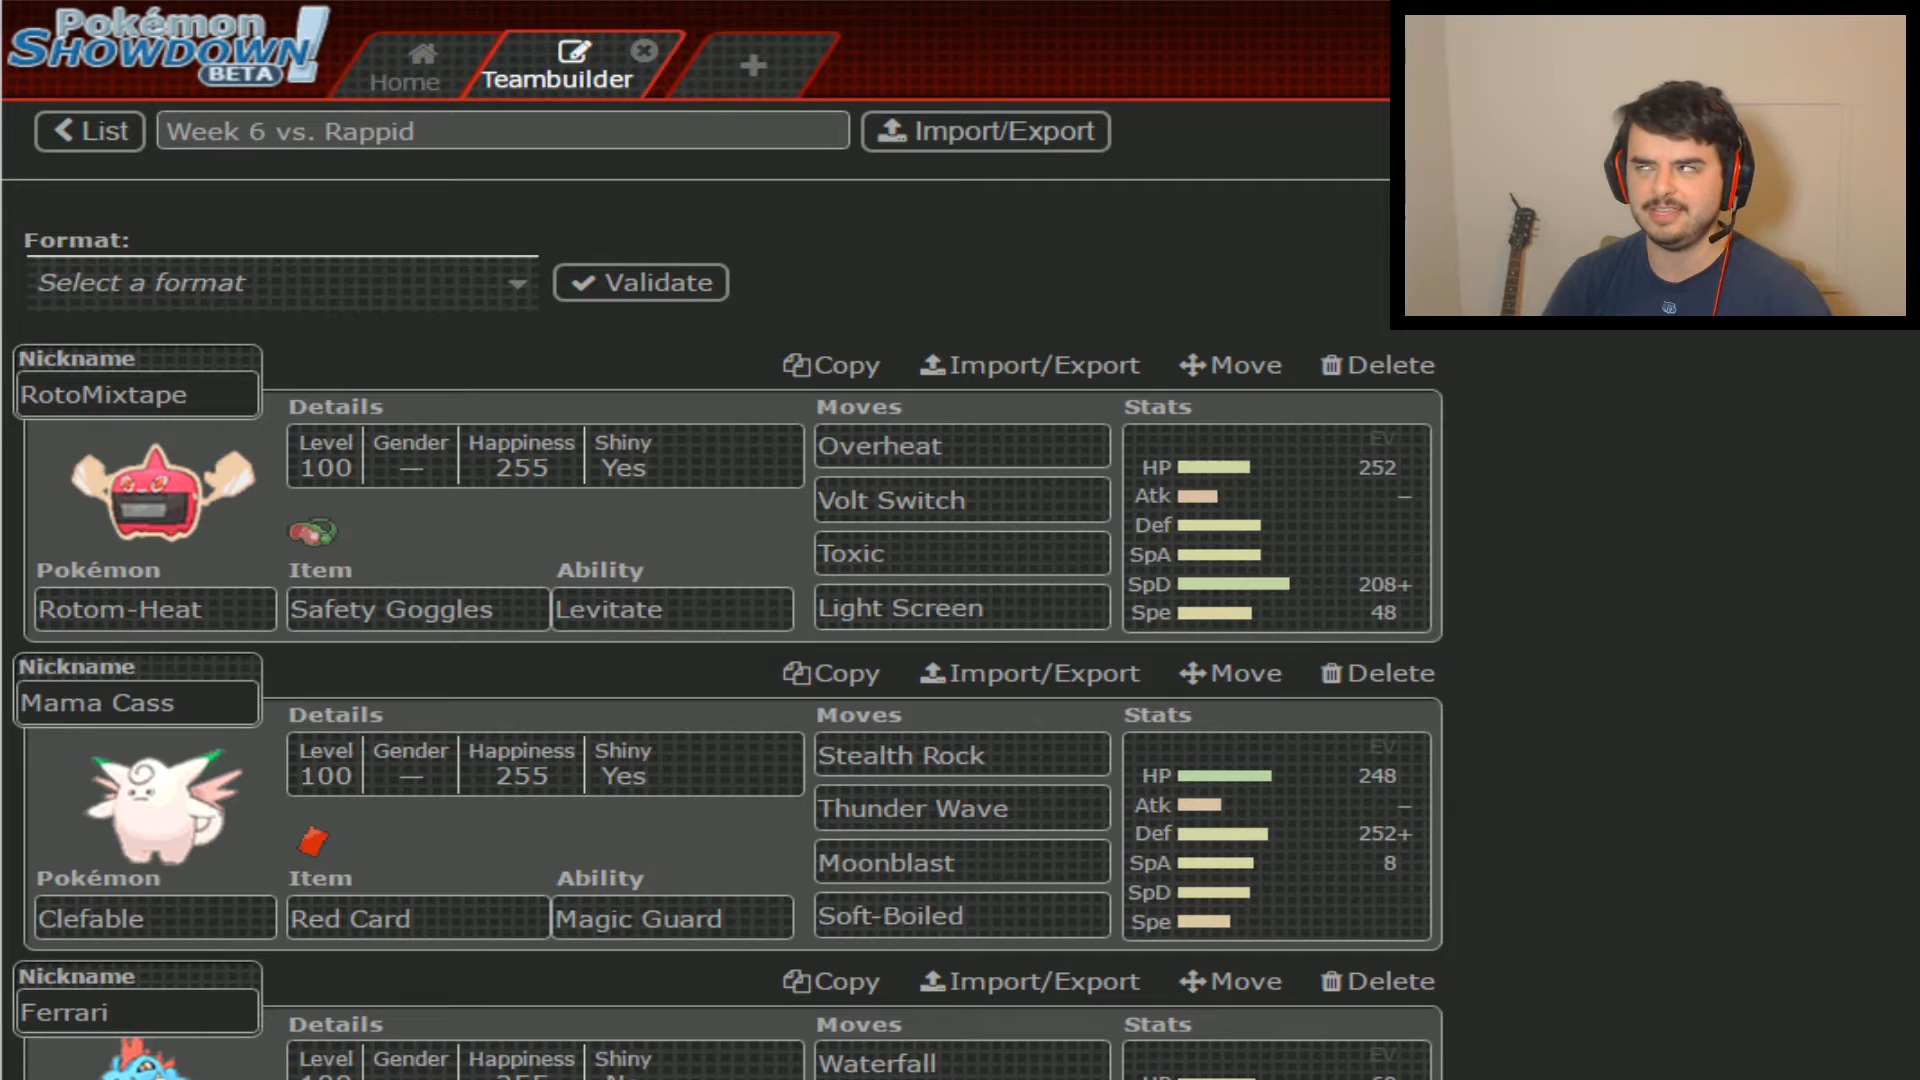 Pokémon
SHOWDOWN!
BETA
Home
Teambuilder
List
Week 6 vs. Rappid
Import/Export
Format:
Select a format
Validate
Nickname
RotoMixtape
Copy Import/Export Move Delete
Details
Level Gender Happiness Shiny
100 — 255 Yes
Moves
Overheat
Volt Switch
Toxic
Light Screen
Stats
EV
HP 252
Atk –
Def
SpA
SpD 208+
Spe 48
Pokémon Item Ability
Rotom-Heat Safety Goggles Levitate
Nickname
Mama Cass
Copy Import/Export Move Delete
Details
Level Gender Happiness Shiny
100 — 255 Yes
Moves
Stealth Rock
Thunder Wave
Moonblast
Soft-Boiled
Stats
EV
HP 248
Atk –
Def 252+
SpA 8
SpD
Spe
Pokémon Item Ability
Clefable Red Card Magic Guard
Nickname
Ferrari
Copy Import/Export Move Delete
Details
Level Gender Happiness Shiny
Moves
Waterfall
Stats
EV